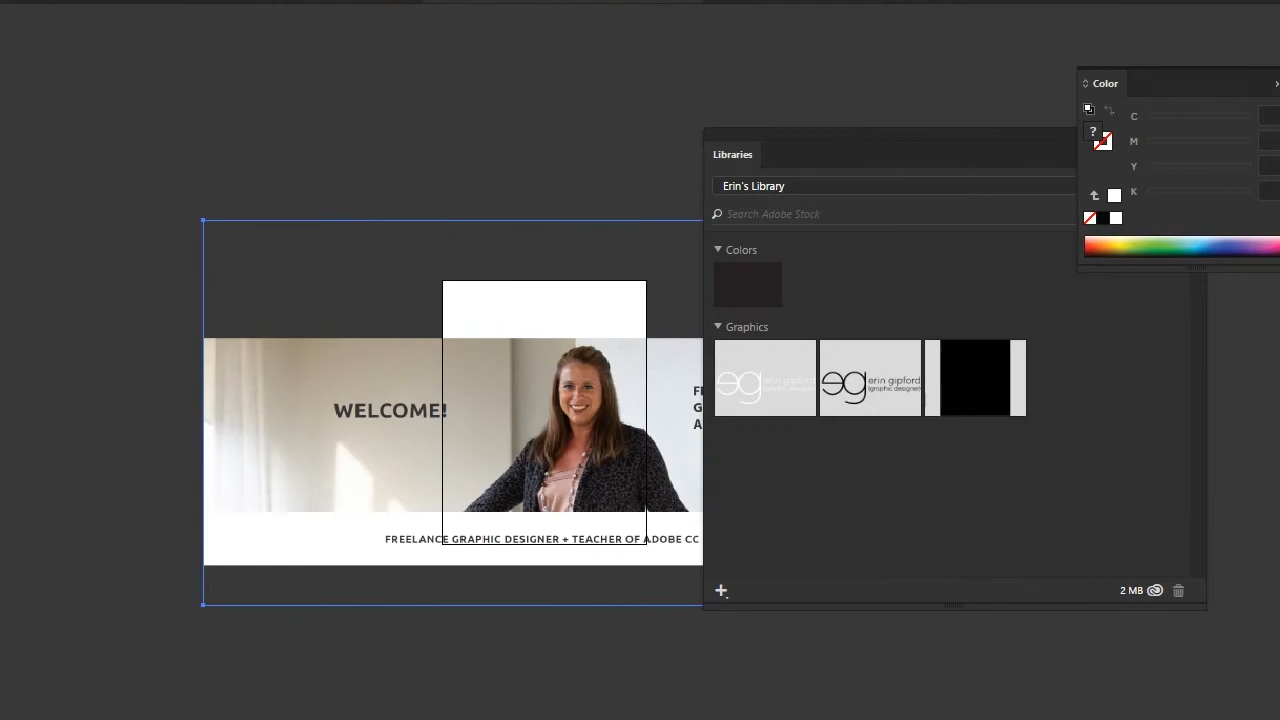 Color
?
C
M
Y
K
Libraries
Erin's Library
Search Adobe Stock
Colors
Graphics
eg erin gipford
(graphic designer)
eg erin gipford
(graphic designer)
WELCOME!
FREELANCE GRAPHIC DESIGNER + TEACHER OF ADOBE CC
2 MB